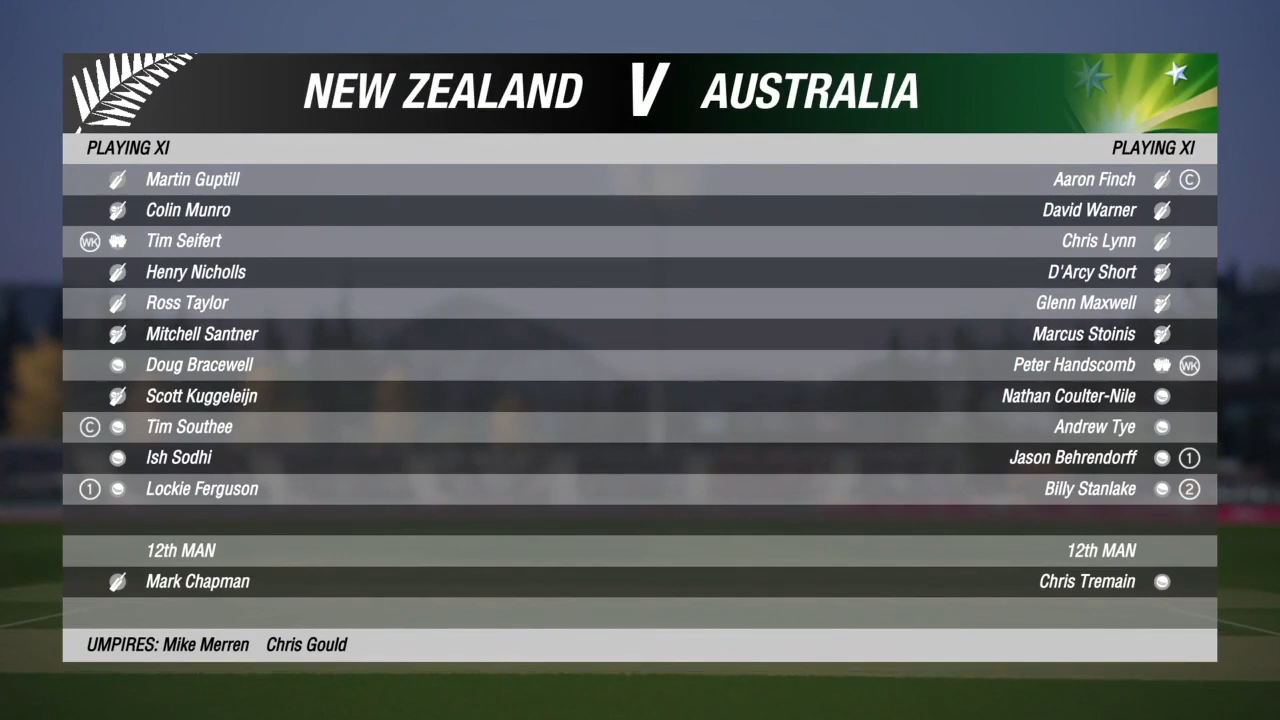 NEW ZEALAND V AUSTRALIA
PLAYING XI PLAYING XI
Martin Guptill Aaron Finch C
Colin Munro David Warner
WK Tim Seifert Chris Lynn
Henry Nicholls D'Arcy Short
Ross Taylor Glenn Maxwell
Mitchell Santner Marcus Stoinis
Doug Bracewell Peter Handscomb WK
Scott Kuggeleijn Nathan Coulter-Nile
C Tim Southee Andrew Tye
Ish Sodhi Jason Behrendorff 1
1 Lockie Ferguson Billy Stanlake 2
12th MAN 12th MAN
Mark Chapman Chris Tremain
UMPIRES: Mike Merren Chris Gould